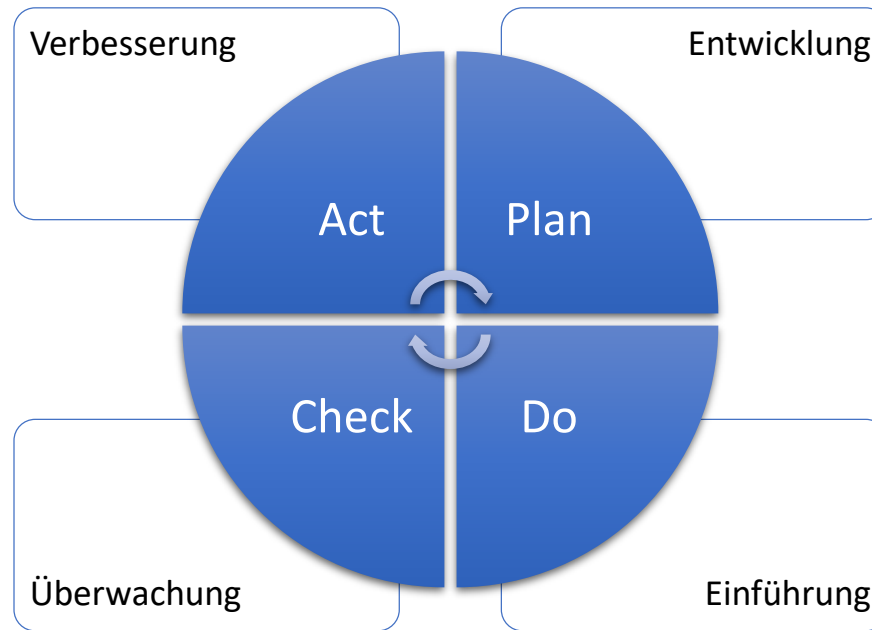 Verbesserung
Entwicklung
Act
Plan
Check
Do
Überwachung
Einführung